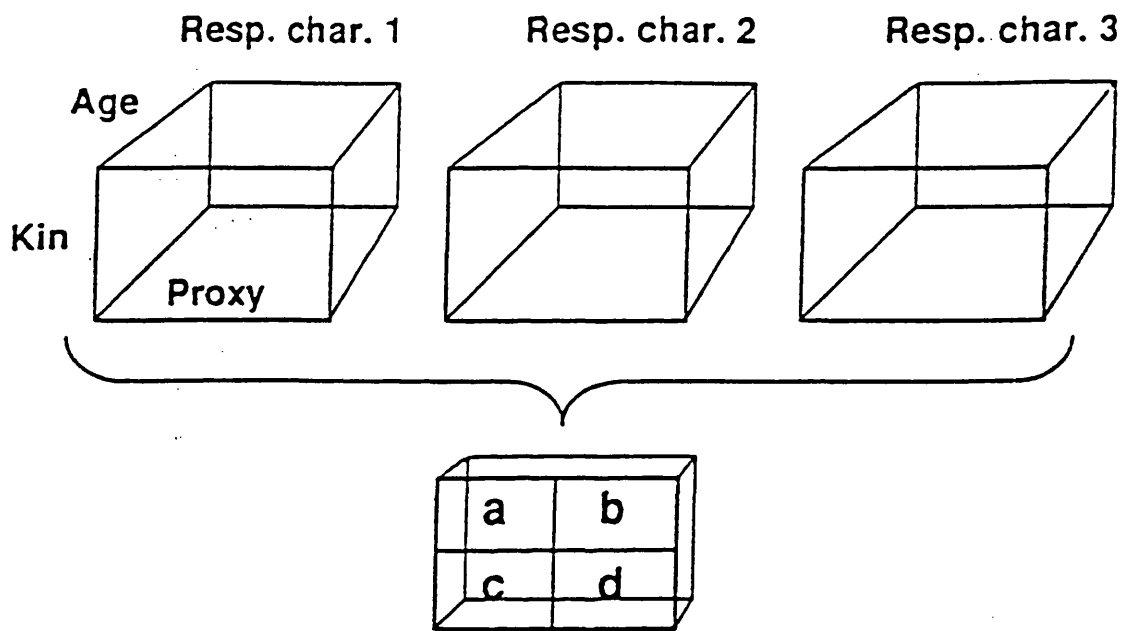 Resp. char. 1 Resp. char. 2 Resp. char. 3
Age
Kin
Proxy
a b
c d